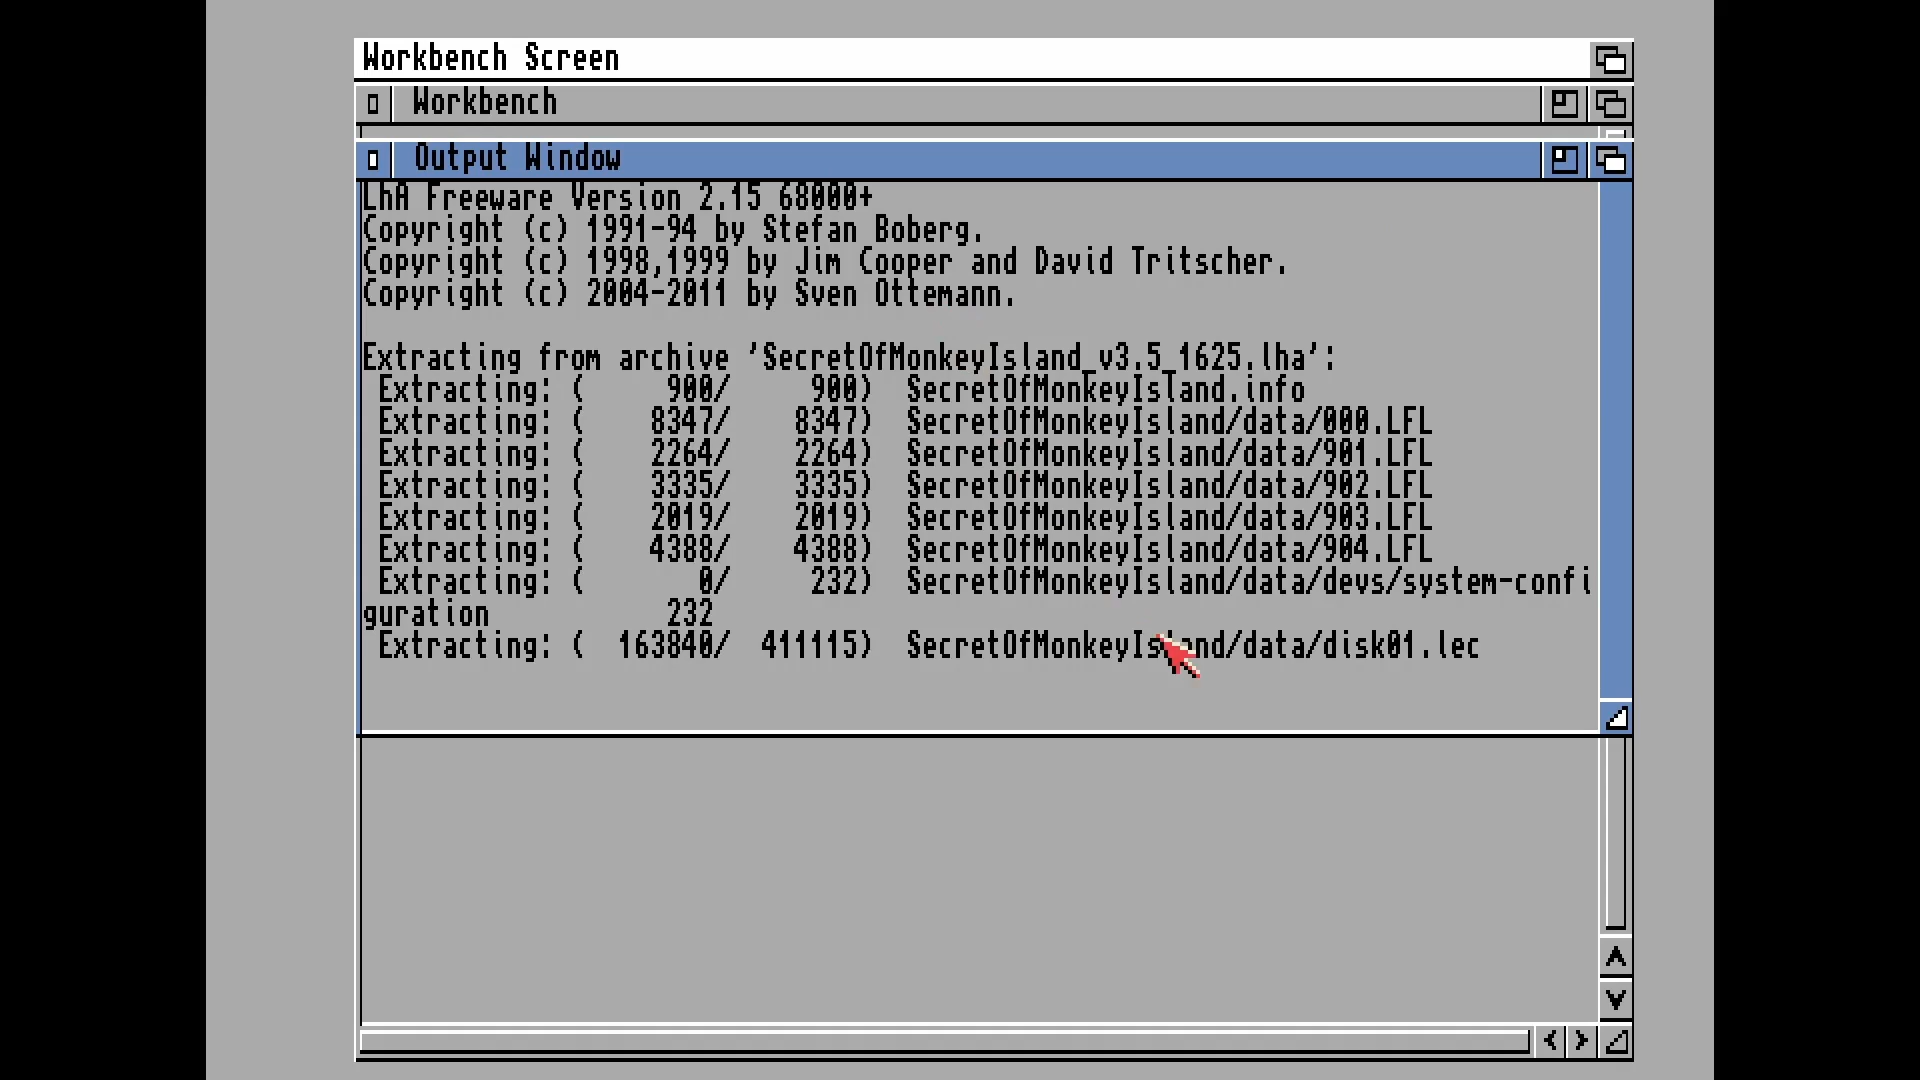 Workbench Screen
Workbench
Output Window
LhA Freeware Version 2.15 68000+
Copyright (c) 1991-94 by Stefan Boberg.
Copyright (c) 1998,1999 by Jim Cooper and David Tritscher.
Copyright (c) 2004-2011 by Sven Ottemann.
Extracting from archive 'SecretOfMonkeyIsland_v3.5_1625.lha':
Extracting: (     900/     900)  SecretOfMonkeyIsland.info
Extracting: (    8347/    8347)  SecretOfMonkeyIsland/data/000.LFL
Extracting: (    2264/    2264)  SecretOfMonkeyIsland/data/901.LFL
Extracting: (    3335/    3335)  SecretOfMonkeyIsland/data/902.LFL
Extracting: (    2019/    2019)  SecretOfMonkeyIsland/data/903.LFL
Extracting: (    4388/    4388)  SecretOfMonkeyIsland/data/904.LFL
Extracting: (       0/     232)  SecretOfMonkeyIsland/data/devs/system-confi
guration           232
Extracting: (  163840/  411115)  SecretOfMonkeyIsland/data/disk01.lec